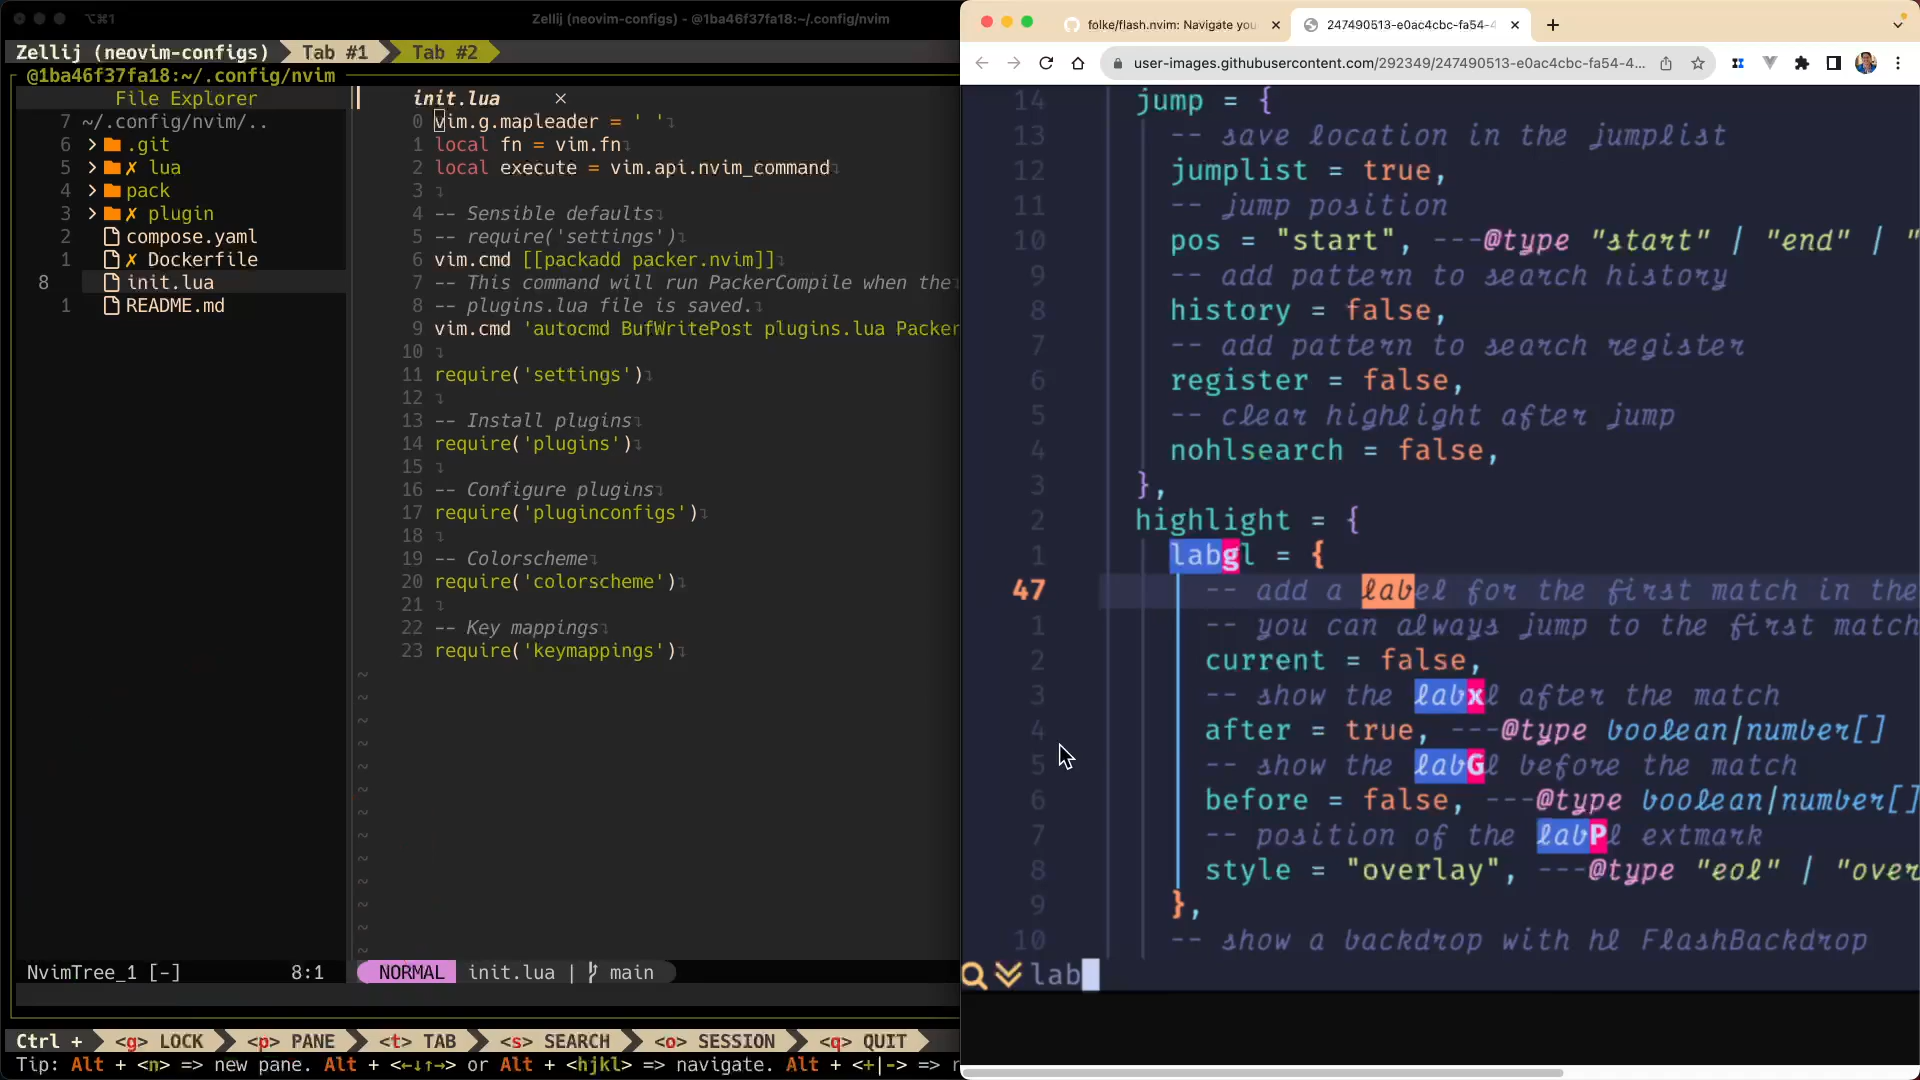 ⌥⌘1
Zellij (neovim-configs) - @1ba46f37fa18:~/.config/nvim
Zellij (neovim-configs) Tab #1 Tab #2
@1ba46f37fa18:~/.config/nvim
File Explorer
7 ~/.config/nvim/..
6 .git
5 ✗ lua
4 pack
3 ✗ plugin
2 compose.yaml
1 ✗ Dockerfile
8 init.lua
1 README.md
NvimTree_1 [-] 8:1
init.lua ×
0 vim.g.mapleader = ' '
1 local fn = vim.fn
2 local execute = vim.api.nvim_command
3
4 -- Sensible defaults
5 -- require('settings')
6 vim.cmd [[packadd packer.nvim]]
7 -- This command will run PackerCompile when the
8 -- plugins.lua file is saved.
9 vim.cmd 'autocmd BufWritePost plugins.lua Packer
10
11 require('settings')
12
13 -- Install plugins
14 require('plugins')
15
16 -- Configure plugins
17 require('pluginconfigs')
18
19 -- Colorscheme
20 require('colorscheme')
21
22 -- Key mappings
23 require('keymappings')
~
~
~
~
~
~
~
~
~
~
~
~
~
NORMAL init.lua | main
Ctrl + <g> LOCK <p> PANE <t> TAB <s> SEARCH <o> SESSION <q> QUIT
Tip: Alt + <n> => new pane. Alt + <←↓↑→> or Alt + <hjkl> => navigate. Alt + <+|-> => r
folke/flash.nvim: Navigate you × 247490513-e0ac4cbc-fa54-4 × +
user-images.githubusercontent.com/292349/247490513-e0ac4cbc-fa54-4...
14 jump = {
13 -- save location in the jumplist
12 jumplist = true,
11 -- jump position
10 pos = "start", ---@type "start" | "end" | "
9 -- add pattern to search history
8 history = false,
7 -- add pattern to search register
6 register = false,
5 -- clear highlight after jump
4 nohlsearch = false,
3 },
2 highlight = {
1 labgl = {
47 -- add a label for the first match in the
1 -- you can always jump to the first match
2 current = false,
3 -- show the labxl after the match
4 after = true, ---@type boolean|number[]
5 -- show the labGl before the match
6 before = false, ---@type boolean|number[]
7 -- position of the labPl extmark
8 style = "overlay", ---@type "eol" | "over
9 },
10 -- show a backdrop with hl FlashBackdrop
lab